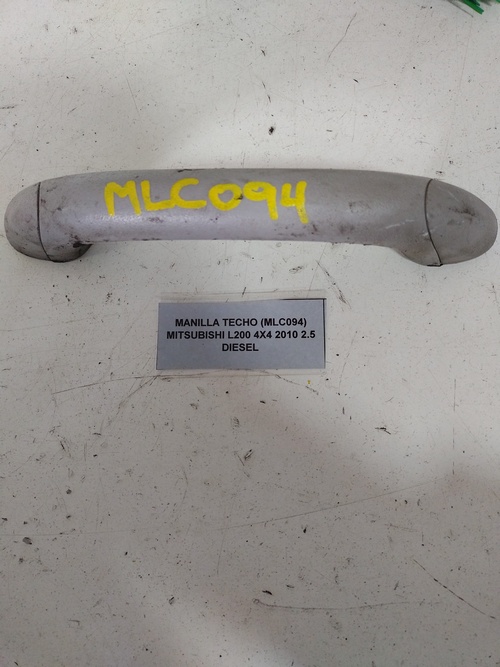 MLC094
MANILLA TECHO (MLC094)
MITSUBISHI L200 4X4 2010 2.5
DIESEL